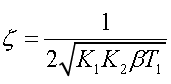 ζ = 1 / (2√(K₁K₂βT₁))